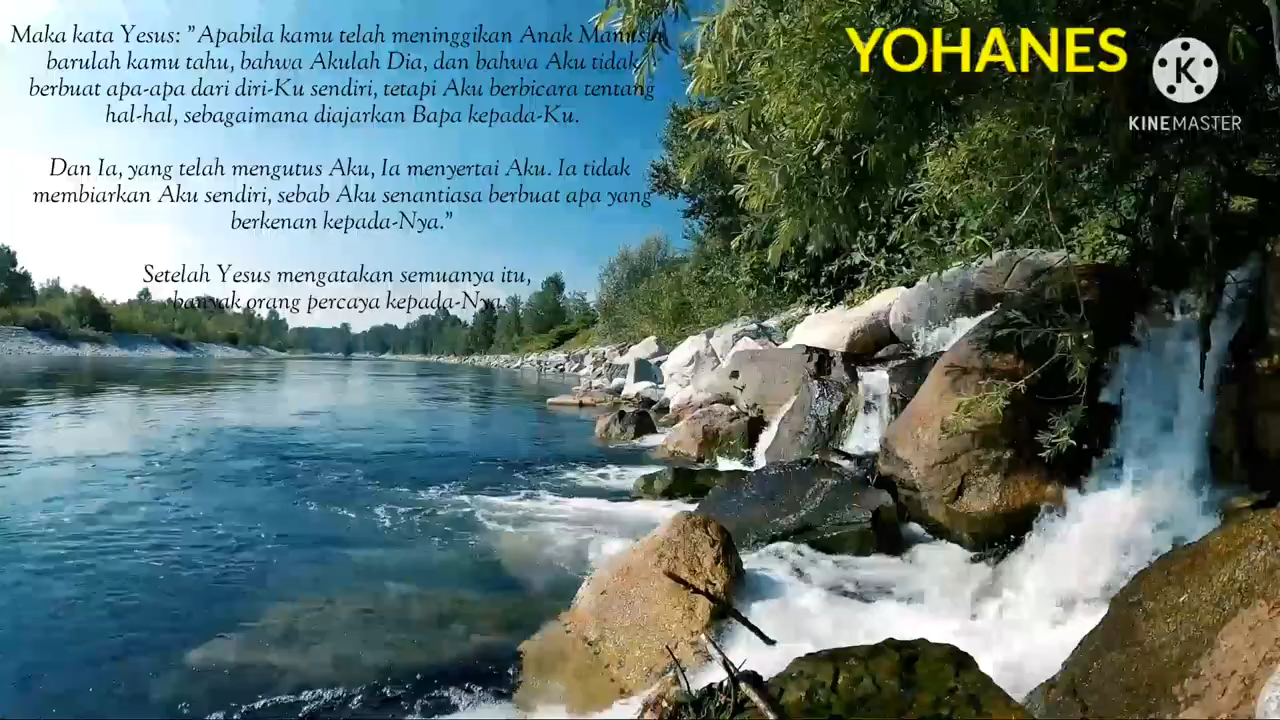 Maka kata Yesus: "Apabila kamu telah meninggikan Anak Manusia
barulah kamu tahu, bahwa Akulah Dia, dan bahwa Aku tidak
berbuat apa-apa dari diri-Ku sendiri, tetapi Aku berbicara tentang
hal-hal, sebagaimana diajarkan Bapa kepada-Ku.
Dan Ia, yang telah mengutus Aku, Ia menyertai Aku. Ia tidak
membiarkan Aku sendiri, sebab Aku senantiasa berbuat apa yang
berkenan kepada-Nya."
Setelah Yesus mengatakan semuanya itu,
banyak orang percaya kepada-Nya.
YOHANES
K
KINEMASTER